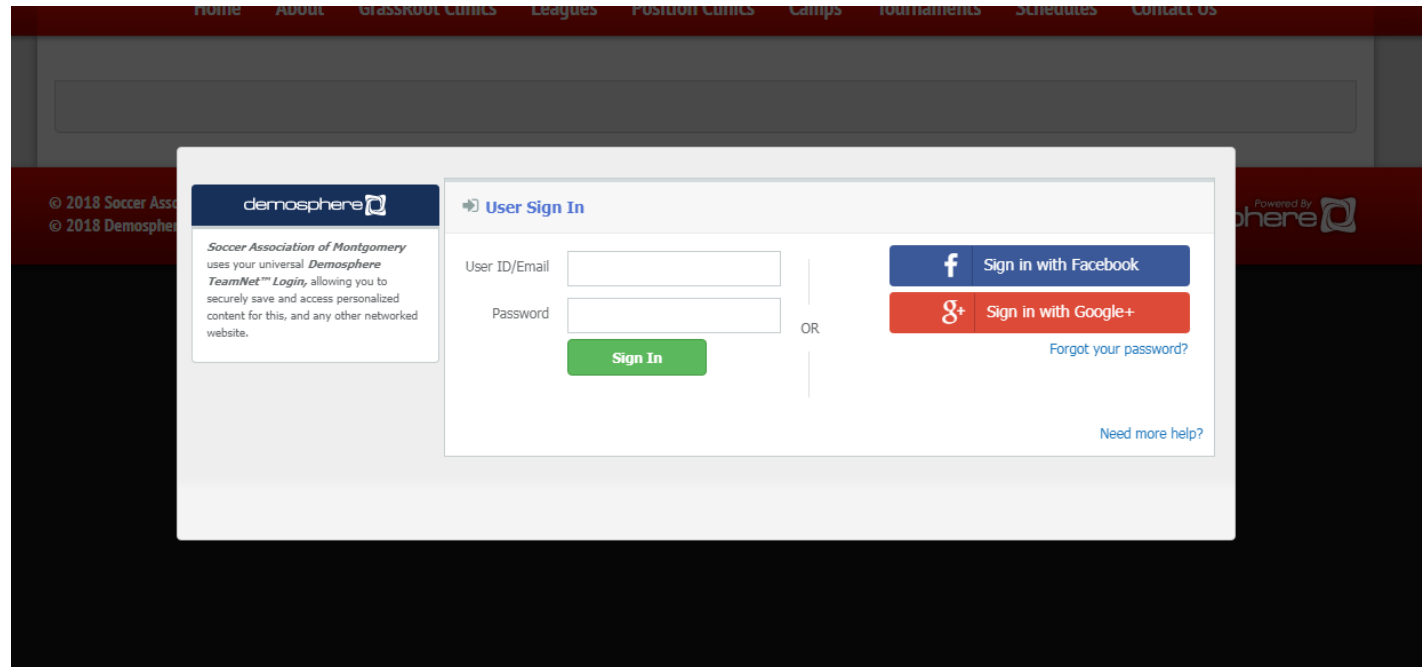 Home About GrassRoot Clinics Leagues Position Clinics Camps Tournaments Schedules Contact Us
© 2018 Soccer Asso
© 2018 Demospher
Powered By
phere
demosphere
Soccer Association of Montgomery
uses your universal Demosphere
TeamNet™ Login, allowing you to
securely save and access personalized
content for this, and any other networked
website.
User Sign In
User ID/Email
Password
Sign In
OR
f Sign in with Facebook
g+ Sign in with Google+
Forgot your password?
Need more help?